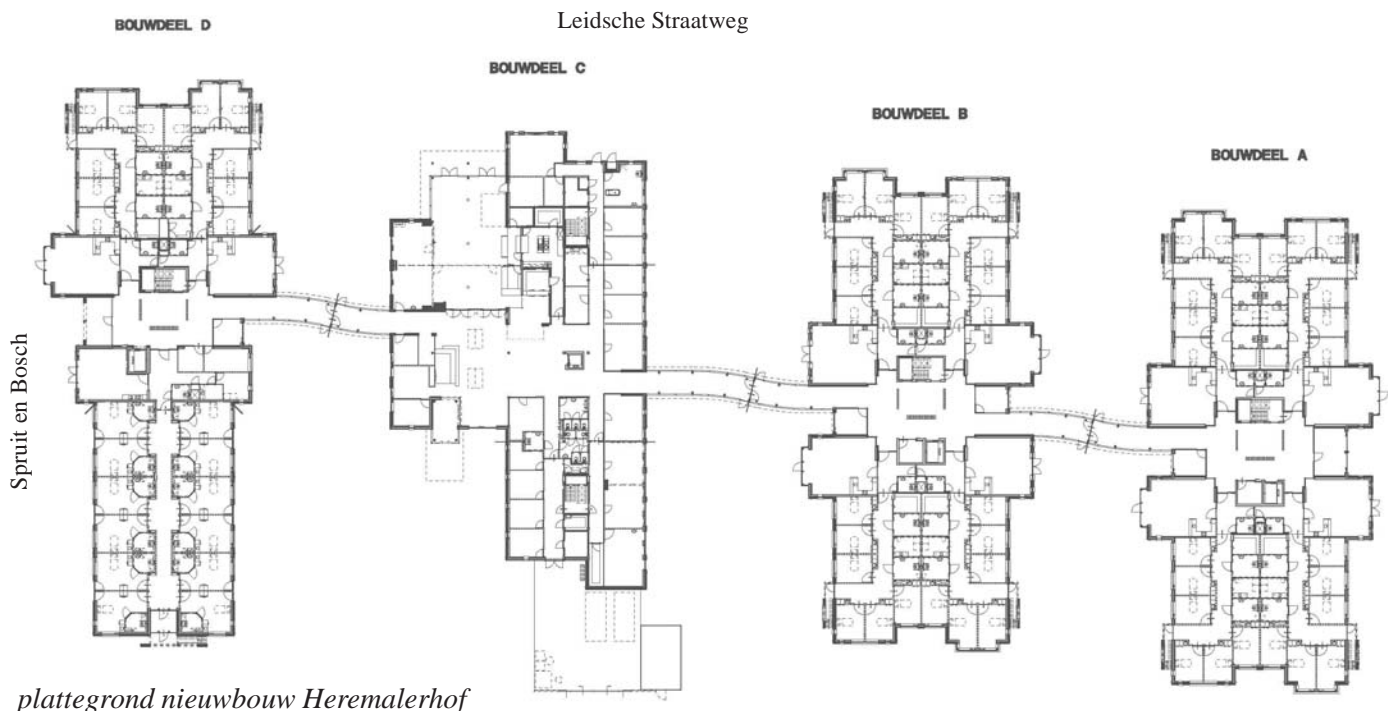 Leidsche Straatweg
BOUWDEEL D
BOUWDEEL C
BOUWDEEL B
BOUWDEEL A
Spruit en Bosch
plattegrond nieuwbouw Heremalerhof